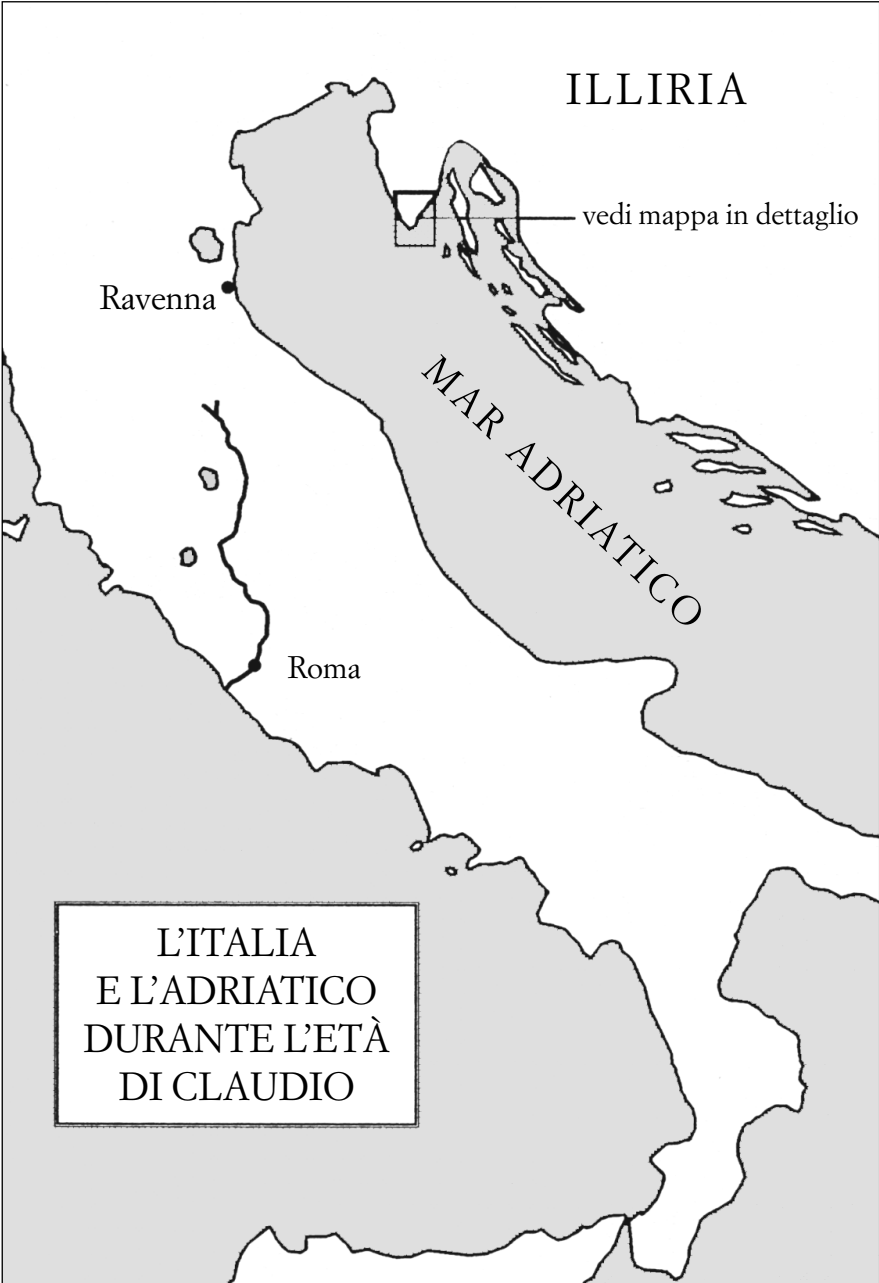 ILLIRIA
vedi mappa in dettaglio
Ravenna
MAR ADRIATICO
Roma
L’ITALIA
E L’ADRIATICO
DURANTE L’ETÀ
DI CLAUDIO